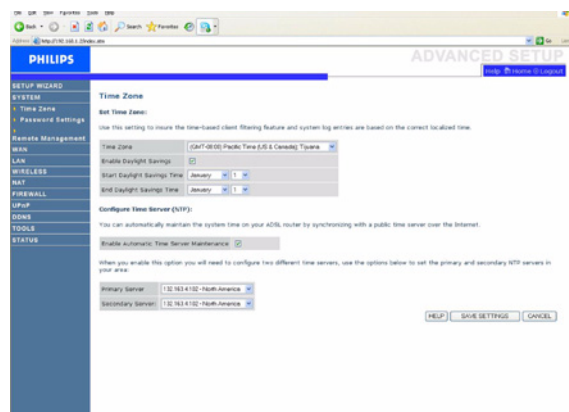 Back
Search
Favorites
PHILIPS
ADVANCED SETUP
Help Home Logout
SETUP WIZARD
SYSTEM
Time Zone
Password Settings
Remote Management
WAN
LAN
WIRELESS
NAT
FIREWALL
UPnP
DDNS
TOOLS
STATUS
Time Zone
Set Time Zone:
Use this setting to insure the time-based client filtering feature and system log entries are based on the correct localized time.
Time Zone (GMT-08:00) Pacific Time (US & Canada); Tijuana
Enable Daylight Savings
Start Daylight Savings Time January 1
End Daylight Savings Time January 1
Configure Time Server (NTP):
You can automatically maintain the system time on your ADSL router by synchronizing with a public time server over the Internet.
Enable Automatic Time Server Maintenance
When you enable this option you will need to configure two different time servers, use the options below to set the primary and secondary NTP servers in
your area:
Primary Server 132.163.4.102 - North America
Secondary Server: 132.163.4.102 - North America
HELP SAVE SETTINGS CANCEL